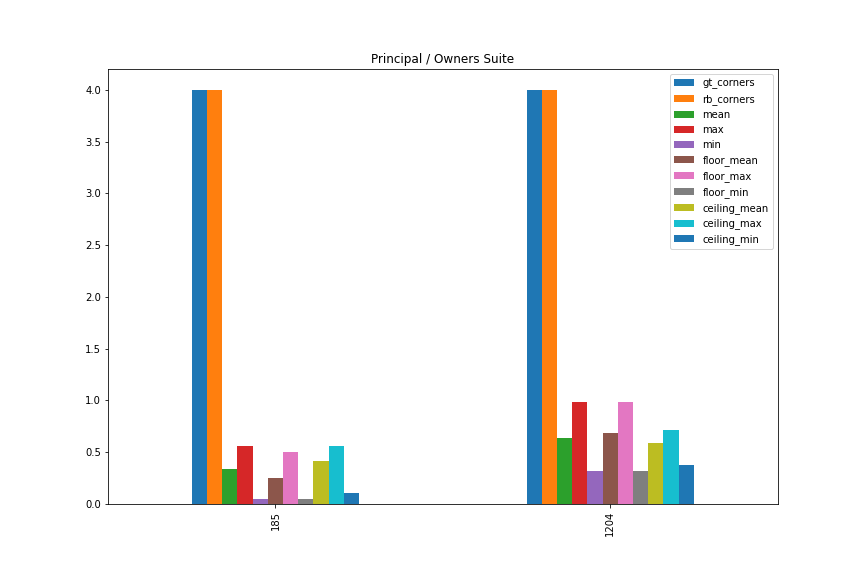 Principal / Owners Suite
gt_corners
rb_corners
mean
max
min
floor_mean
floor_max
floor_min
ceiling_mean
ceiling_max
ceiling_min
4.0
3.5
3.0
2.5
2.0
1.5
1.0
0.5
0.0
185
1204